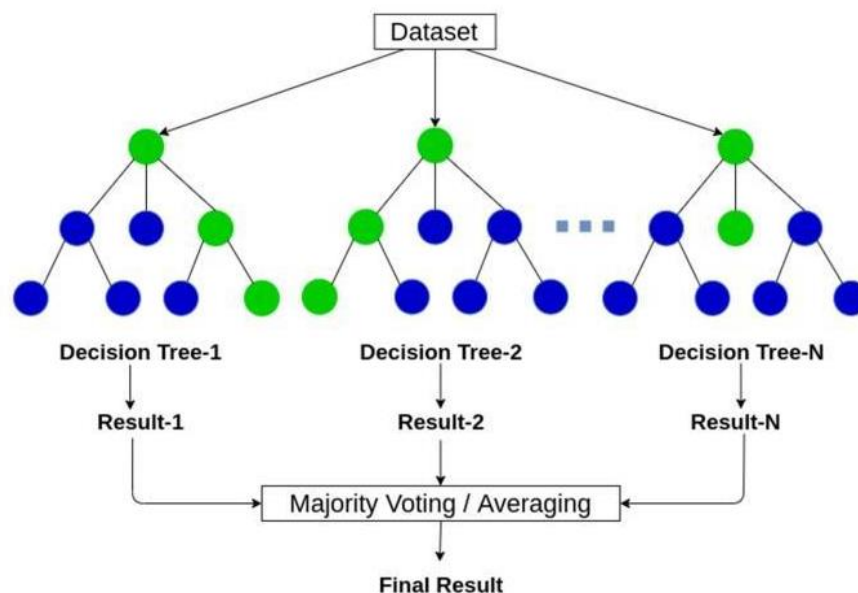 Dataset
Decision Tree-1
Decision Tree-2
Decision Tree-N
Result-1
Result-2
Result-N
Majority Voting / Averaging
Final Result